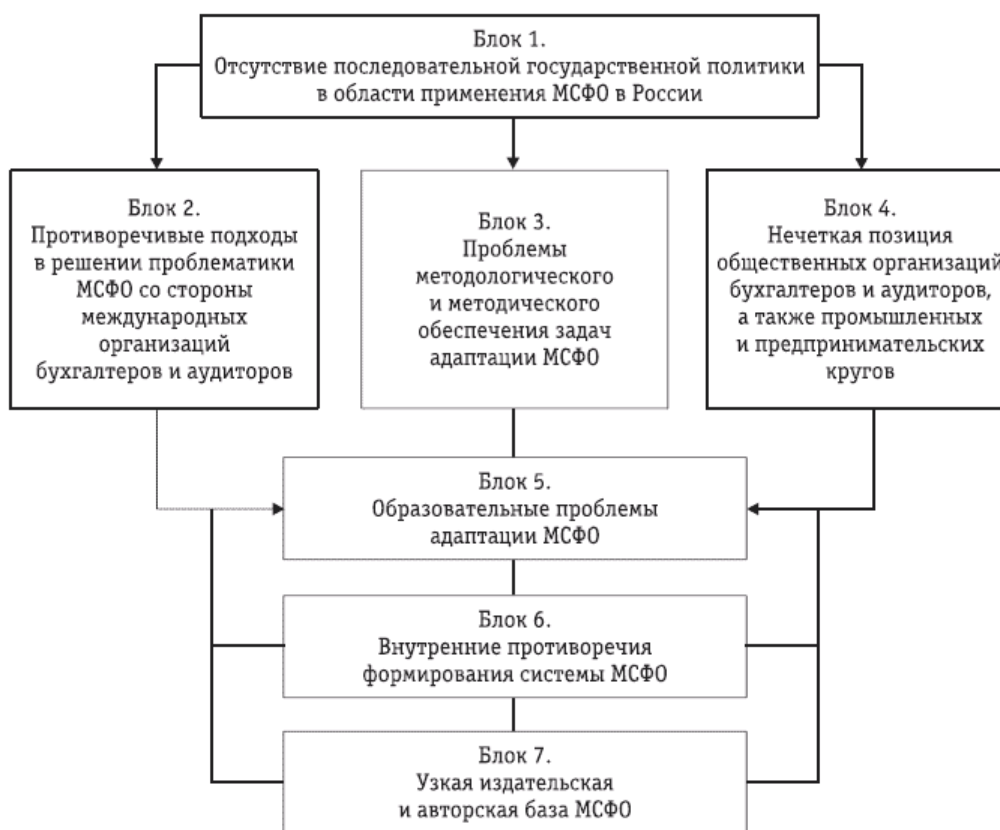 Блок 1.
Отсутствие последовательной государственной политики
в области применения МСФО в России
Блок 2.
Противоречивые подходы
в решении проблематики
МСФО со стороны
международных
организаций
бухгалтеров и аудиторов
Блок 3.
Проблемы
методологического
и методического
обеспечения задач
адаптации МСФО
Блок 4.
Нечеткая позиция
общественных организаций
бухгалтеров и аудиторов,
а также промышленных
и предпринимательских
кругов
Блок 5.
Образовательные проблемы
адаптации МСФО
Блок 6.
Внутренние противоречия
формирования системы МСФО
Блок 7.
Узкая издательская
и авторская база МСФО